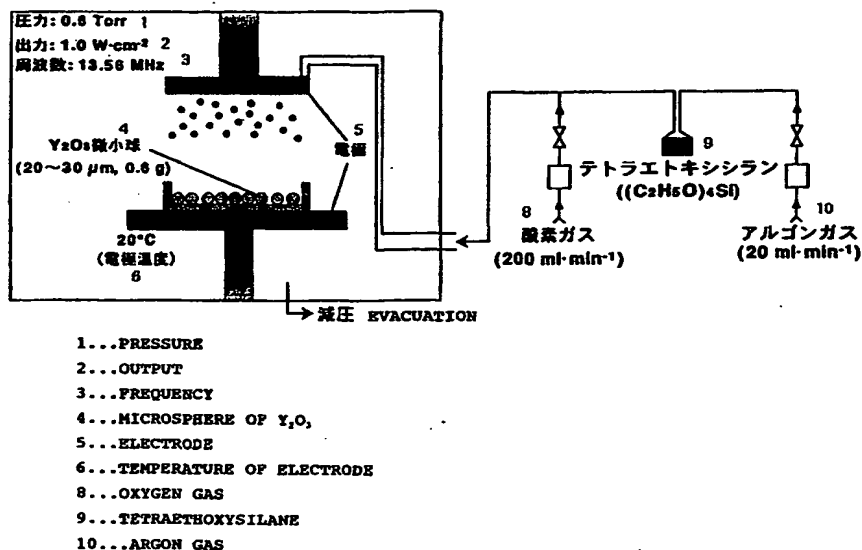 圧力: 0.6 Torr 1
出力: 1.0 W·cm² 2
周波数: 13.56 MHz
3
4
Y₂O₃微小球
(20〜30 μm, 0.6 g)
5
電極
20°C
(電極温度)
6
8
酸素ガス
(200 ml·min⁻¹)
9
テトラエトキシシラン
((C₂H₅O)₄Si)
10
アルゴンガス
(20 ml·min⁻¹)
減圧 EVACUATION
1...PRESSURE
2...OUTPUT
3...FREQUENCY
4...MICROSPHERE OF Y₂O₃
5...ELECTRODE
6...TEMPERATURE OF ELECTRODE
8...OXYGEN GAS
9...TETRAETHOXYSILANE
10...ARGON GAS